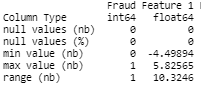 Fraud Feature 1
Column Type int64 float64
null values (nb) 0 0
null values (%) 0 0
min value (nb) 0 -4.49894
max value (nb) 1 5.82565
range (nb) 1 10.3246